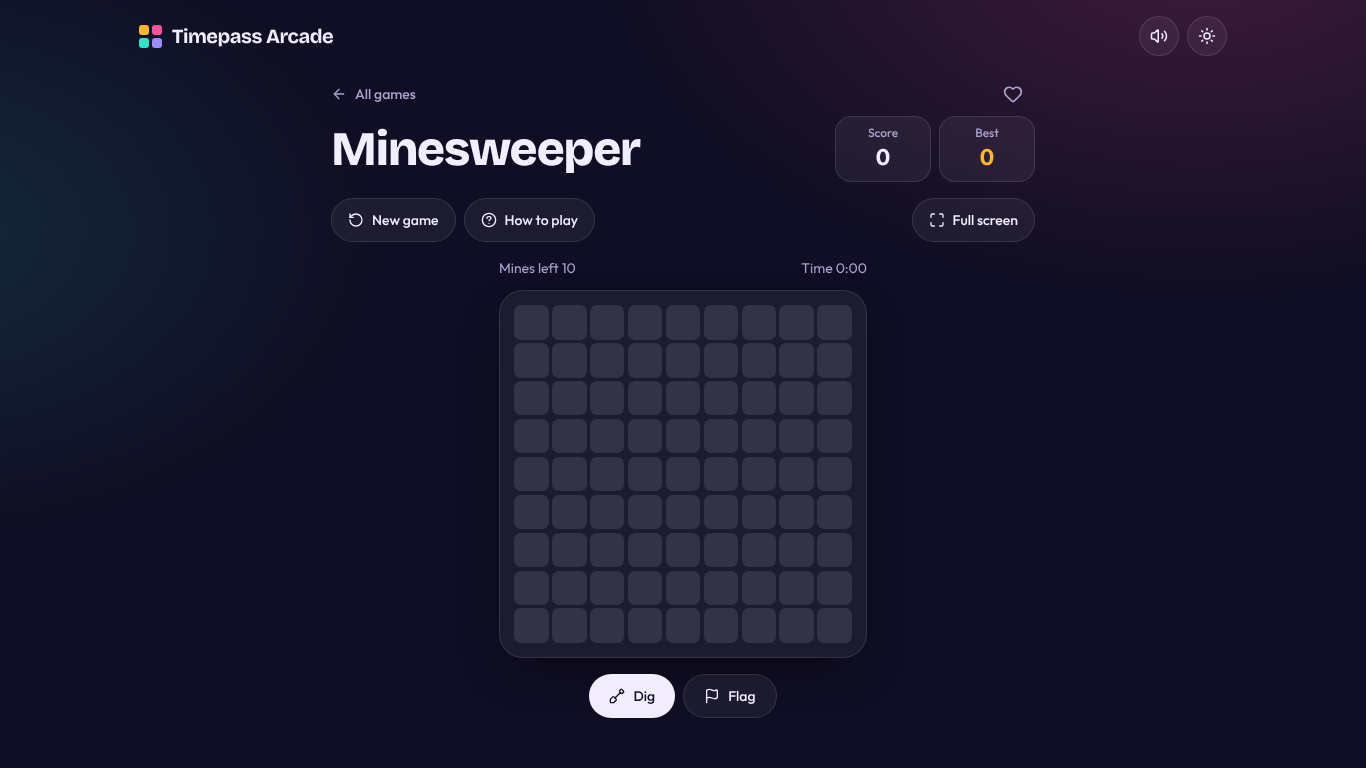 Timepass Arcade
All games
Minesweeper
Score
0
Best
0
New game
How to play
Full screen
Mines left 10
Time 0:00
Dig
Flag